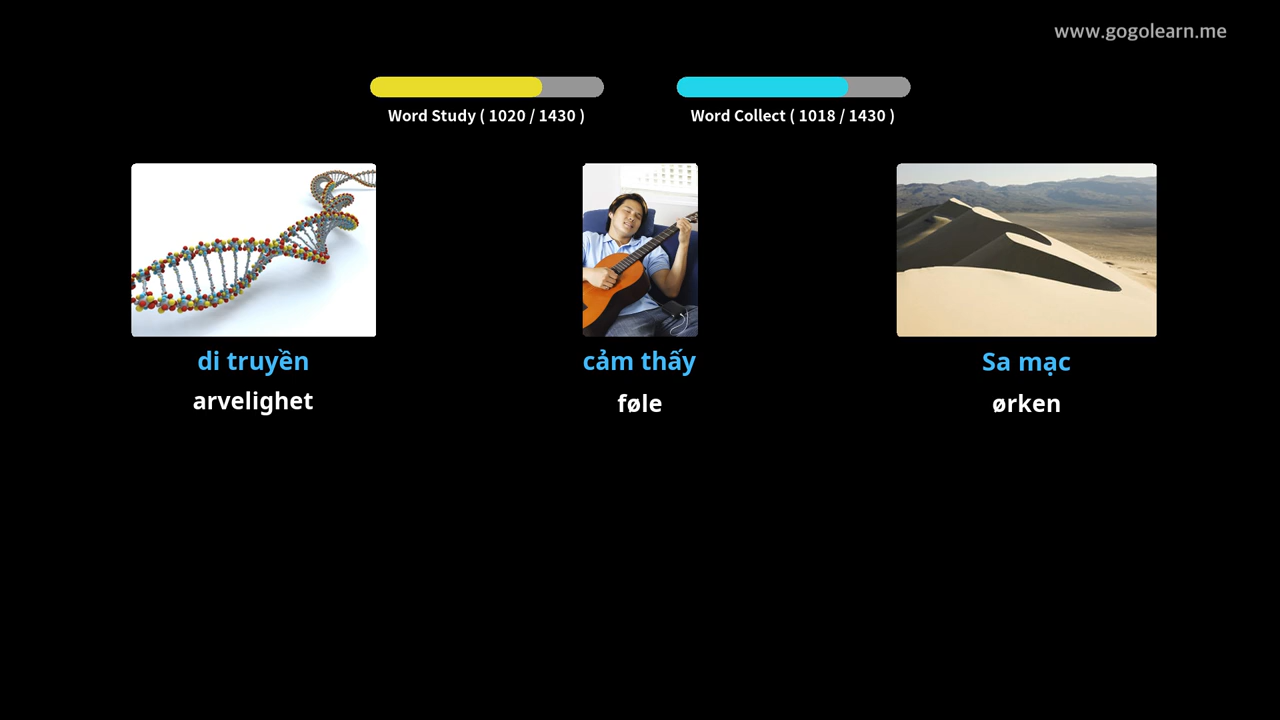 www.gogolearn.me
Word Study ( 1020 / 1430 )
Word Collect ( 1018 / 1430 )
di truyền
cảm thấy
Sa mạc
arvelighet
føle
ørken